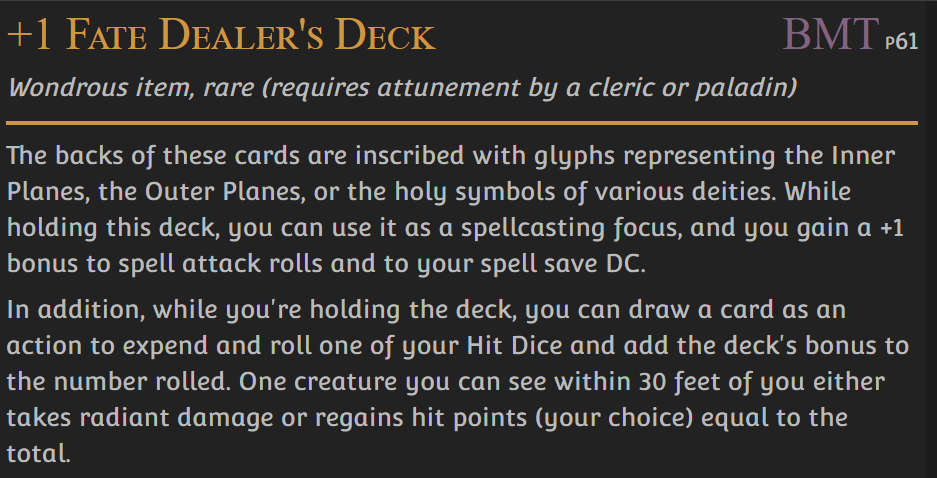 +1 Fate Dealer's Deck BMT p61
Wondrous item, rare (requires attunement by a cleric or paladin)
The backs of these cards are inscribed with glyphs representing the Inner
Planes, the Outer Planes, or the holy symbols of various deities. While
holding this deck, you can use it as a spellcasting focus, and you gain a +1
bonus to spell attack rolls and to your spell save DC.
In addition, while you're holding the deck, you can draw a card as an
action to expend and roll one of your Hit Dice and add the deck's bonus to
the number rolled. One creature you can see within 30 feet of you either
takes radiant damage or regains hit points (your choice) equal to the
total.